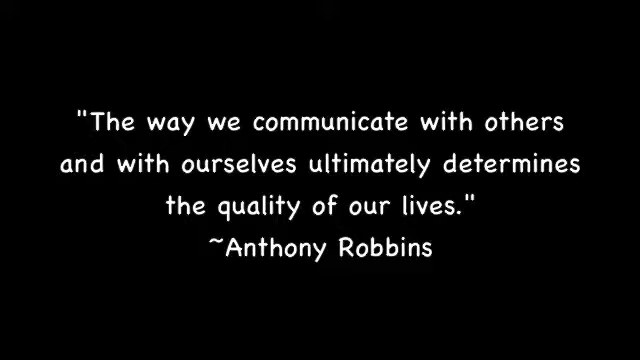 "The way we communicate with others
and with ourselves ultimately determines
the quality of our lives."
~Anthony Robbins